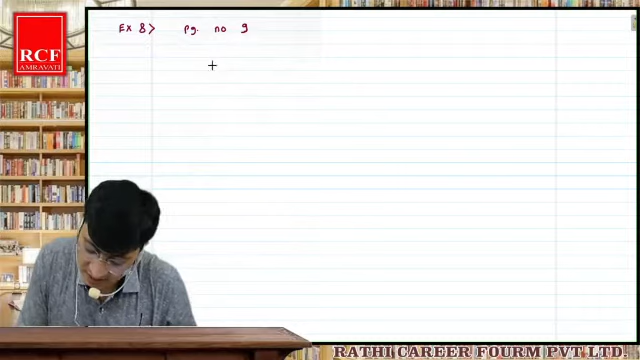 RCF
AMRAVATI
Ex 8> pg. no 9
RATHI CAREER FOURM PVT LTD.